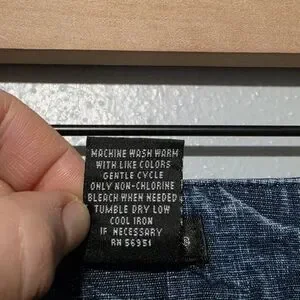 MACHINE WASH WARM
WITH LIKE COLORS
GENTLE CYCLE
ONLY NON-CHLORINE
BLEACH WHEN NEEDED
TUMBLE DRY LOW
COOL IRON
IF NECESSARY
RN 56951